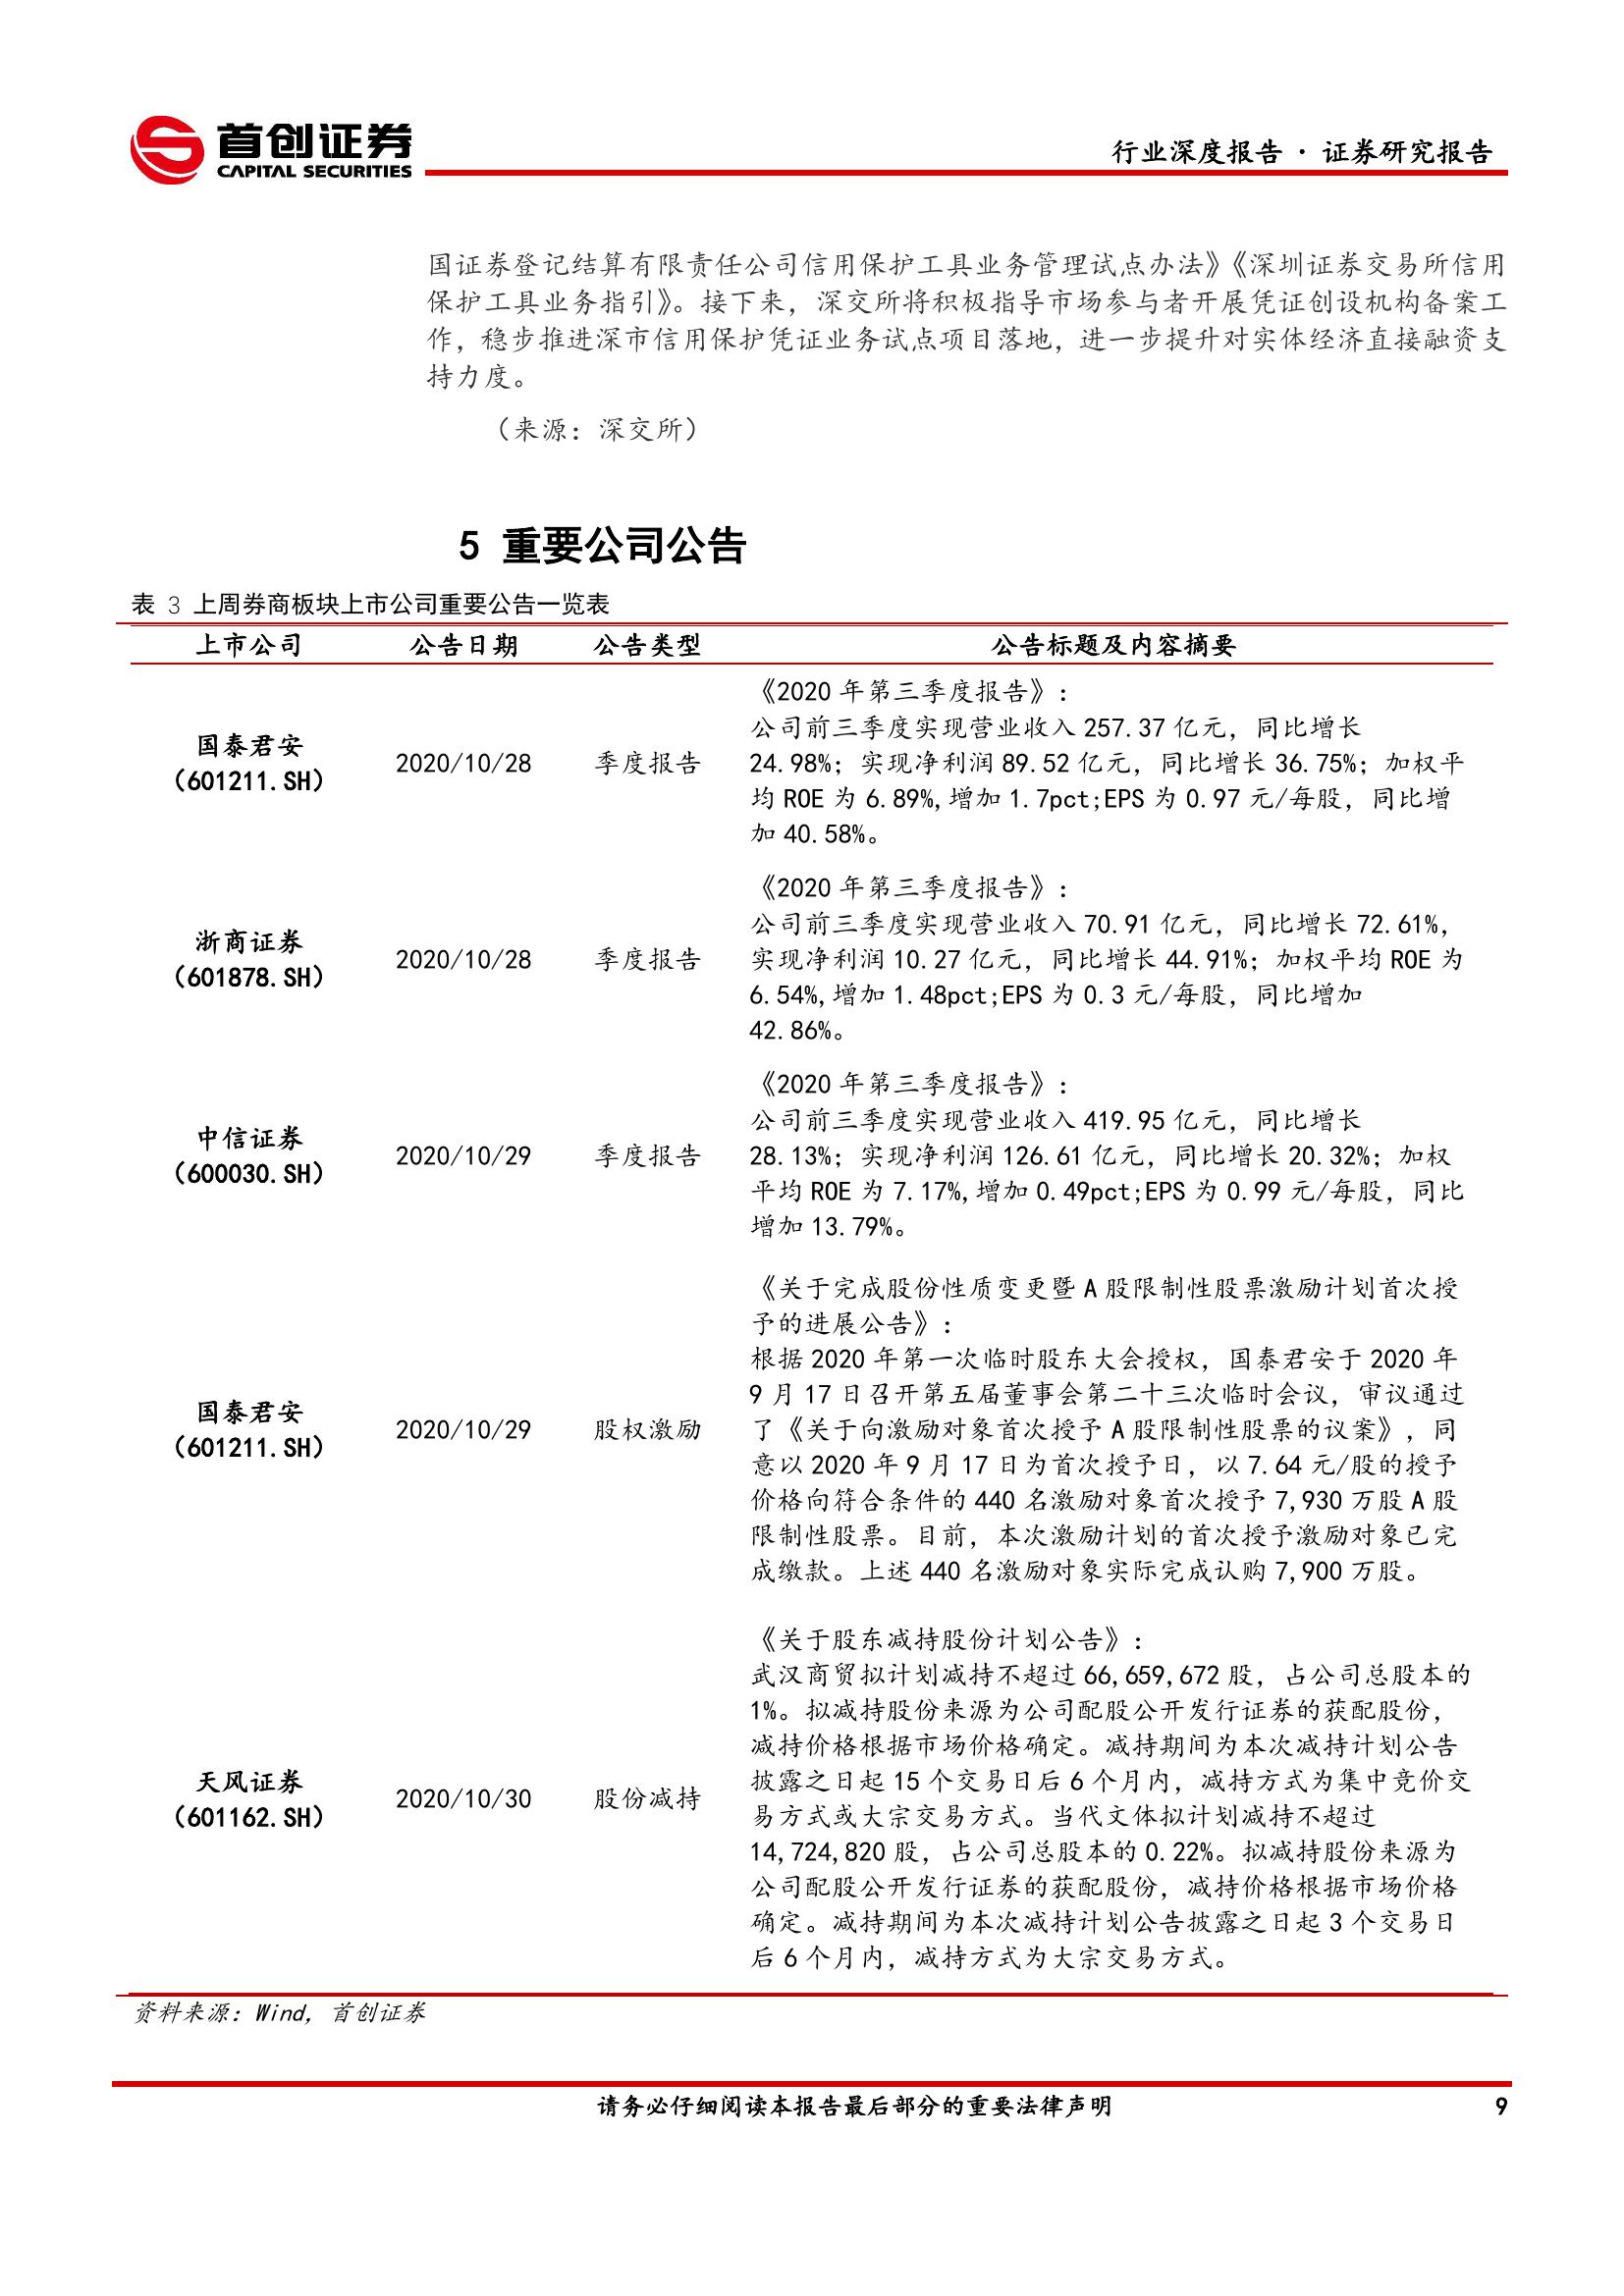 首创证券
CAPITAL SECURITIES
行业深度报告 · 证券研究报告
国证券登记结算有限责任公司信用保护工具业务管理试点办法》《深圳证券交易所信用
保护工具业务指引》。接下来，深交所将积极指导市场参与者开展凭证创设机构备案工
作，稳步推进深市信用保护凭证业务试点项目落地，进一步提升对实体经济直接融资支
持力度。
（来源：深交所）
5 重要公司公告
表 3 上周券商板块上市公司重要公告一览表
上市公司 公告日期 公告类型 公告标题及内容摘要
国泰君安
（601211.SH）
2020/10/28
季度报告
《2020 年第三季度报告》：
公司前三季度实现营业收入 257.37 亿元，同比增长
24.98%；实现净利润 89.52 亿元，同比增长 36.75%；加权平
均 ROE 为 6.89%,增加 1.7pct;EPS 为 0.97 元/每股，同比增
加 40.58%。
浙商证券
（601878.SH）
2020/10/28
季度报告
《2020 年第三季度报告》：
公司前三季度实现营业收入 70.91 亿元，同比增长 72.61%，
实现净利润 10.27 亿元，同比增长 44.91%；加权平均 ROE 为
6.54%,增加 1.48pct;EPS 为 0.3 元/每股，同比增加
42.86%。
中信证券
（600030.SH）
2020/10/29
季度报告
《2020 年第三季度报告》：
公司前三季度实现营业收入 419.95 亿元，同比增长
28.13%；实现净利润 126.61 亿元，同比增长 20.32%；加权
平均 ROE 为 7.17%,增加 0.49pct;EPS 为 0.99 元/每股，同比
增加 13.79%。
国泰君安
（601211.SH）
2020/10/29
股权激励
《关于完成股份性质变更暨 A 股限制性股票激励计划首次授
予的进展公告》：
根据 2020 年第一次临时股东大会授权，国泰君安于 2020 年
9 月 17 日召开第五届董事会第二十三次临时会议，审议通过
了《关于向激励对象首次授予 A 股限制性股票的议案》，同
意以 2020 年 9 月 17 日为首次授予日，以 7.64 元/股的授予
价格向符合条件的 440 名激励对象首次授予 7,930 万股 A 股
限制性股票。目前，本次激励计划的首次授予激励对象已完
成缴款。上述 440 名激励对象实际完成认购 7,900 万股。
天风证券
（601162.SH）
2020/10/30
股份减持
《关于股东减持股份计划公告》：
武汉商贸拟计划减持不超过 66,659,672 股，占公司总股本的
1%。拟减持股份来源为公司配股公开发行证券的获配股份，
减持价格根据市场价格确定。减持期间为本次减持计划公告
披露之日起 15 个交易日后 6 个月内，减持方式为集中竞价交
易方式或大宗交易方式。当代文体拟计划减持不超过
14,724,820 股，占公司总股本的 0.22%。拟减持股份来源为
公司配股公开发行证券的获配股份，减持价格根据市场价格
确定。减持期间为本次减持计划公告披露之日起 3 个交易日
后 6 个月内，减持方式为大宗交易方式。
资料来源：Wind，首创证券
请务必仔细阅读本报告最后部分的重要法律声明 9